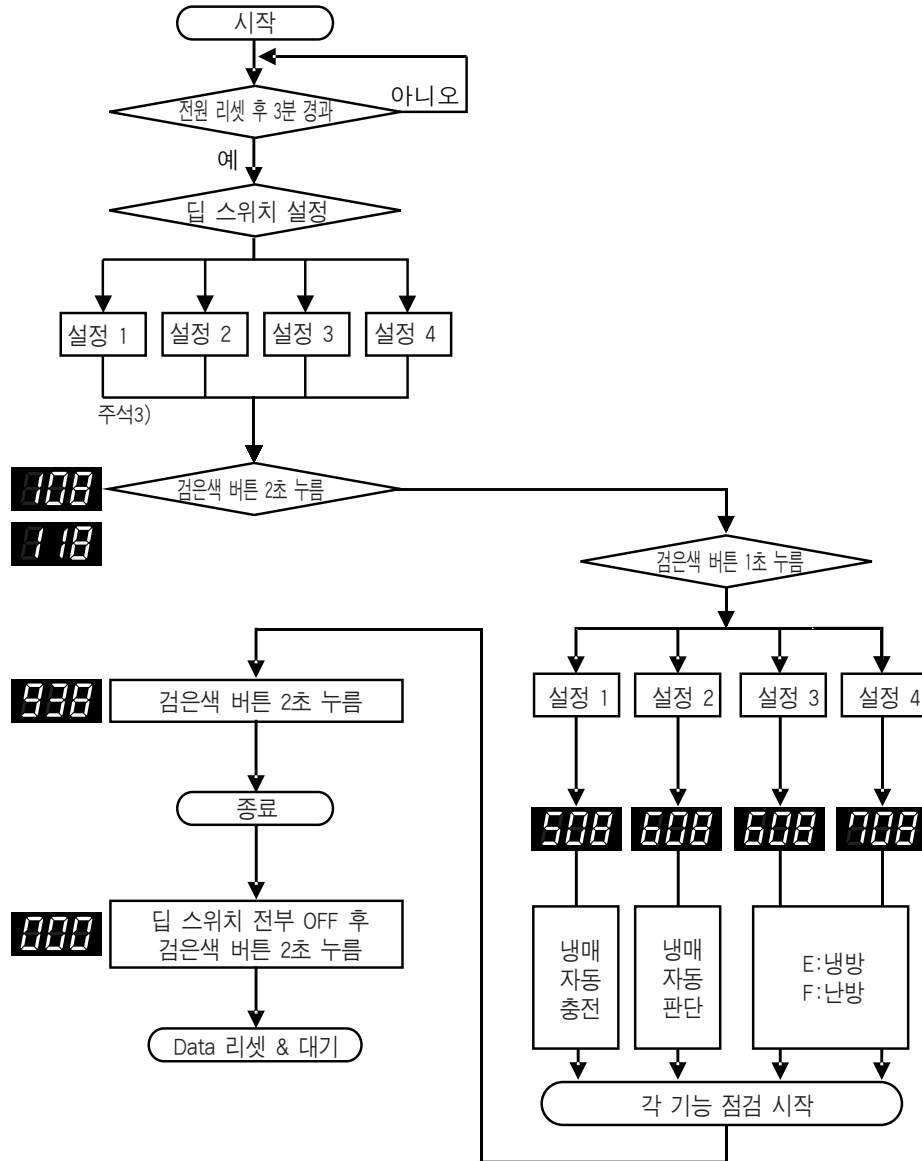 시작
아니오
전원 리셋 후 3분 경과
예
딥 스위치 설정
설정 1
설정 2
설정 3
설정 4
주석3)
108
검은색 버튼 2초 누름
118
검은색 버튼 1초 누름
설정 1
설정 2
설정 3
설정 4
508
608
608
708
냉매
자동
충전
냉매
자동
판단
E:냉방
F:난방
각 기능 점검 시작
938
검은색 버튼 2초 누름
종료
000
딥 스위치 전부 OFF 후
검은색 버튼 2초 누름
Data 리셋 & 대기